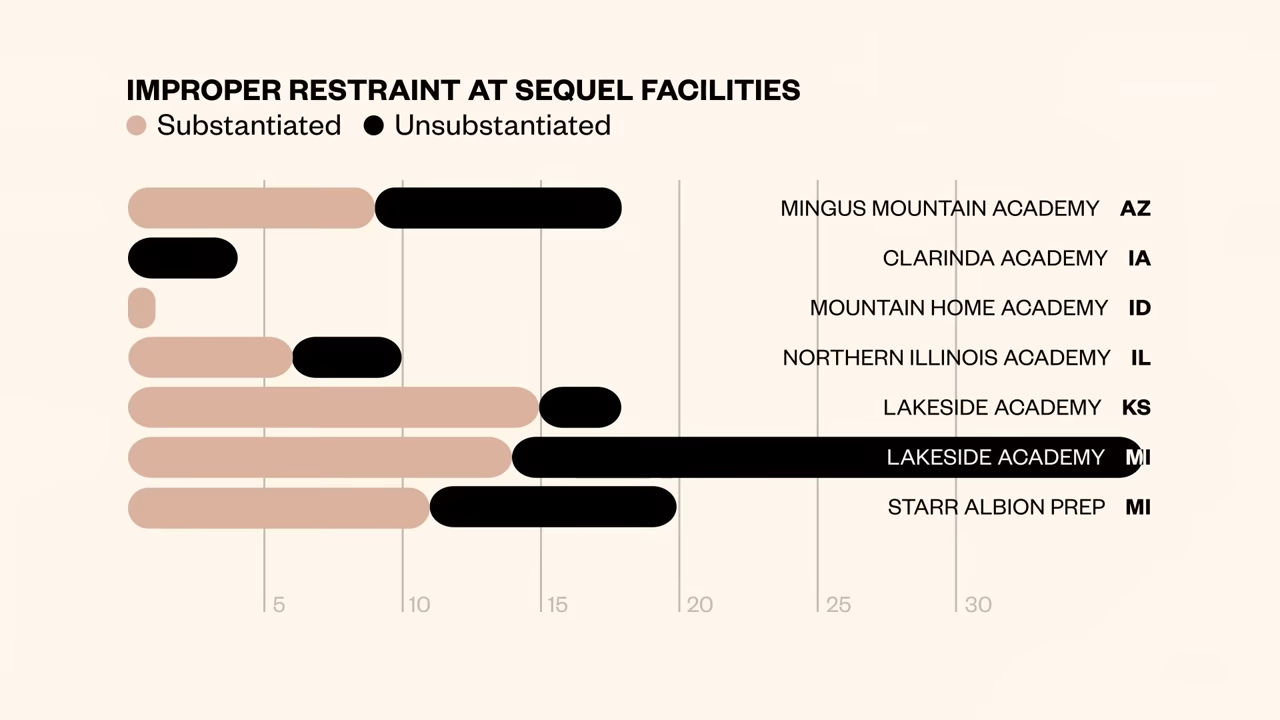 IMPROPER RESTRAINT AT SEQUEL FACILITIES
Substantiated Unsubstantiated
MINGUS MOUNTAIN ACADEMY AZ
CLARINDA ACADEMY IA
MOUNTAIN HOME ACADEMY ID
NORTHERN ILLINOIS ACADEMY IL
LAKESIDE ACADEMY KS
LAKESIDE ACADEMY MI
STARR ALBION PREP MI
5 10 15 20 25 30